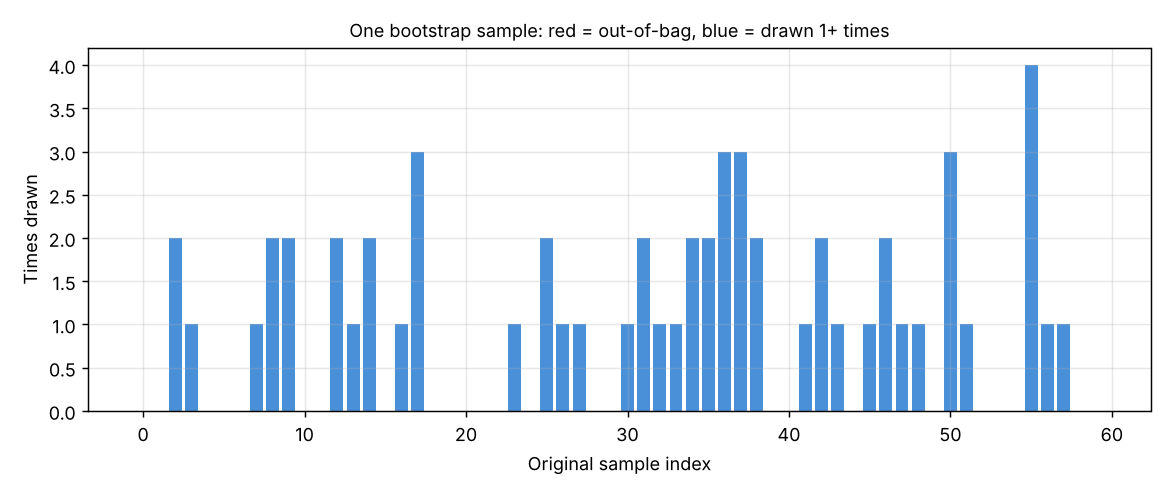 One bootstrap sample: red = out-of-bag, blue = drawn 1+ times
4.0
3.5
3.0
2.5
2.0
1.5
1.0
0.5
0.0
Times drawn
0 10 20 30 40 50 60
Original sample index